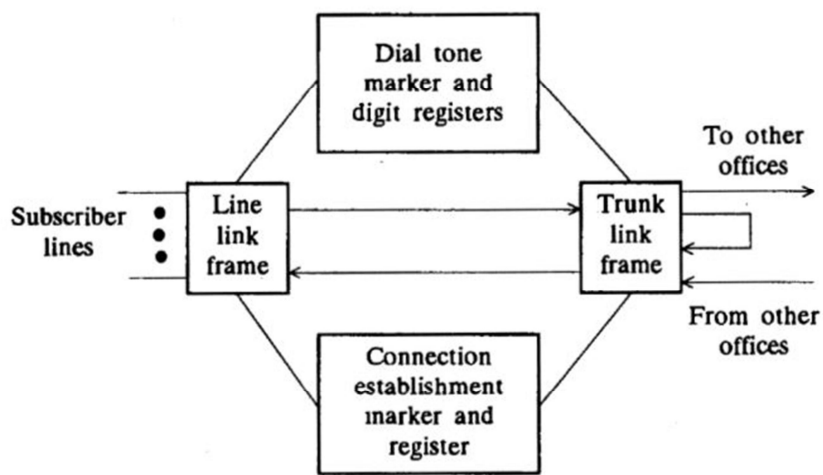 Dial tone
marker and
digit registers
To other
offices
Subscriber
lines
Line
link
frame
Trunk
link
frame
From other
offices
Connection
establishment
marker and
register